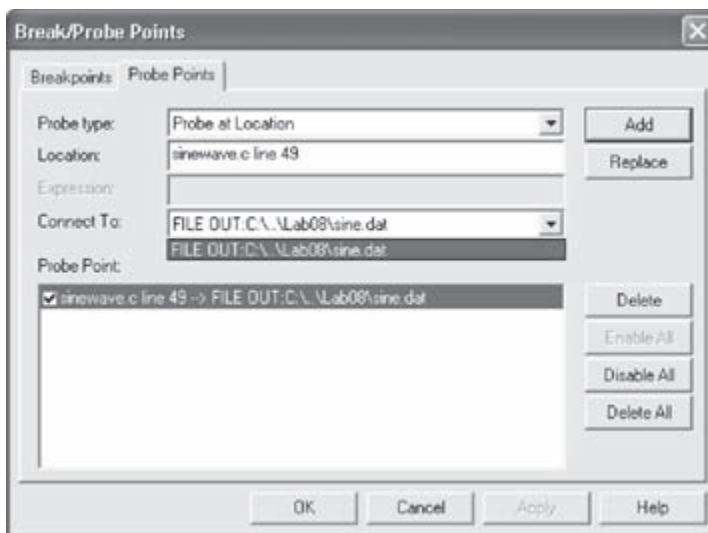 Break/Probe Points
Breakpoints Probe Points
Probe type: Probe at Location Add
Location: sinewave.c line 49 Replace
Expression:
Connect To: FILE OUT:C:\..\Lab08\sine.dat
FILE OUT:C:\..\Lab08\sine.dat
Probe Point:
sinewave.c line 49 --> FILE OUT:C:\..\Lab08\sine.dat Delete
Enable All
Disable All
Delete All
OK Cancel Apply Help